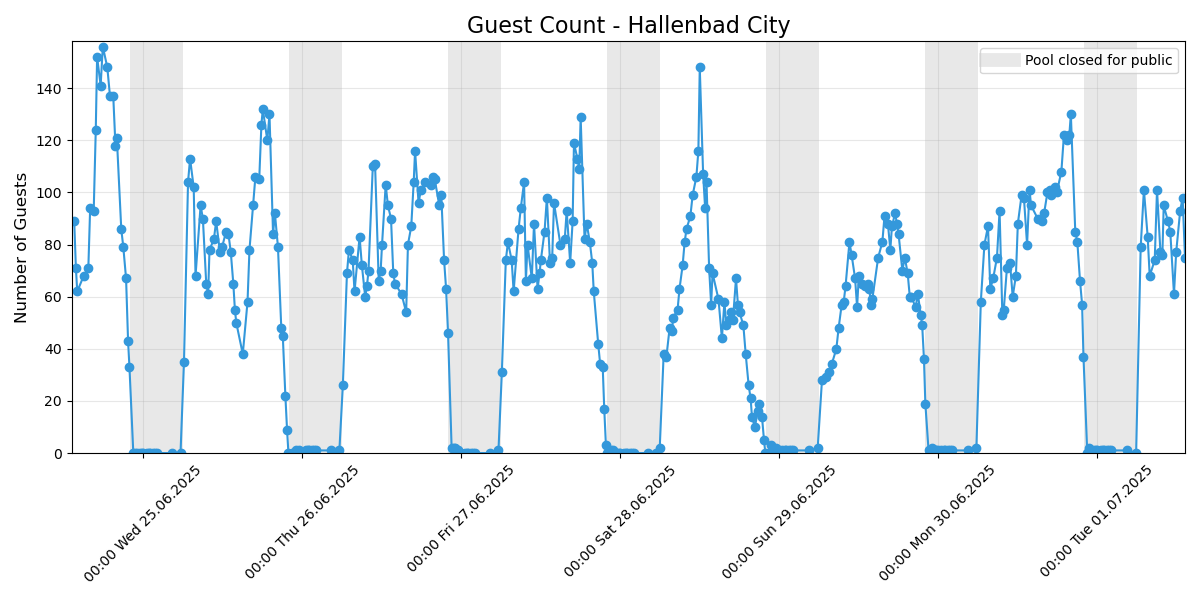 Guest Count - Hallenbad City
Pool closed for public
Number of Guests
140
120
100
80
60
40
20
0
00:00 Wed 25.06.2025
00:00 Thu 26.06.2025
00:00 Fri 27.06.2025
00:00 Sat 28.06.2025
00:00 Sun 29.06.2025
00:00 Mon 30.06.2025
00:00 Tue 01.07.2025